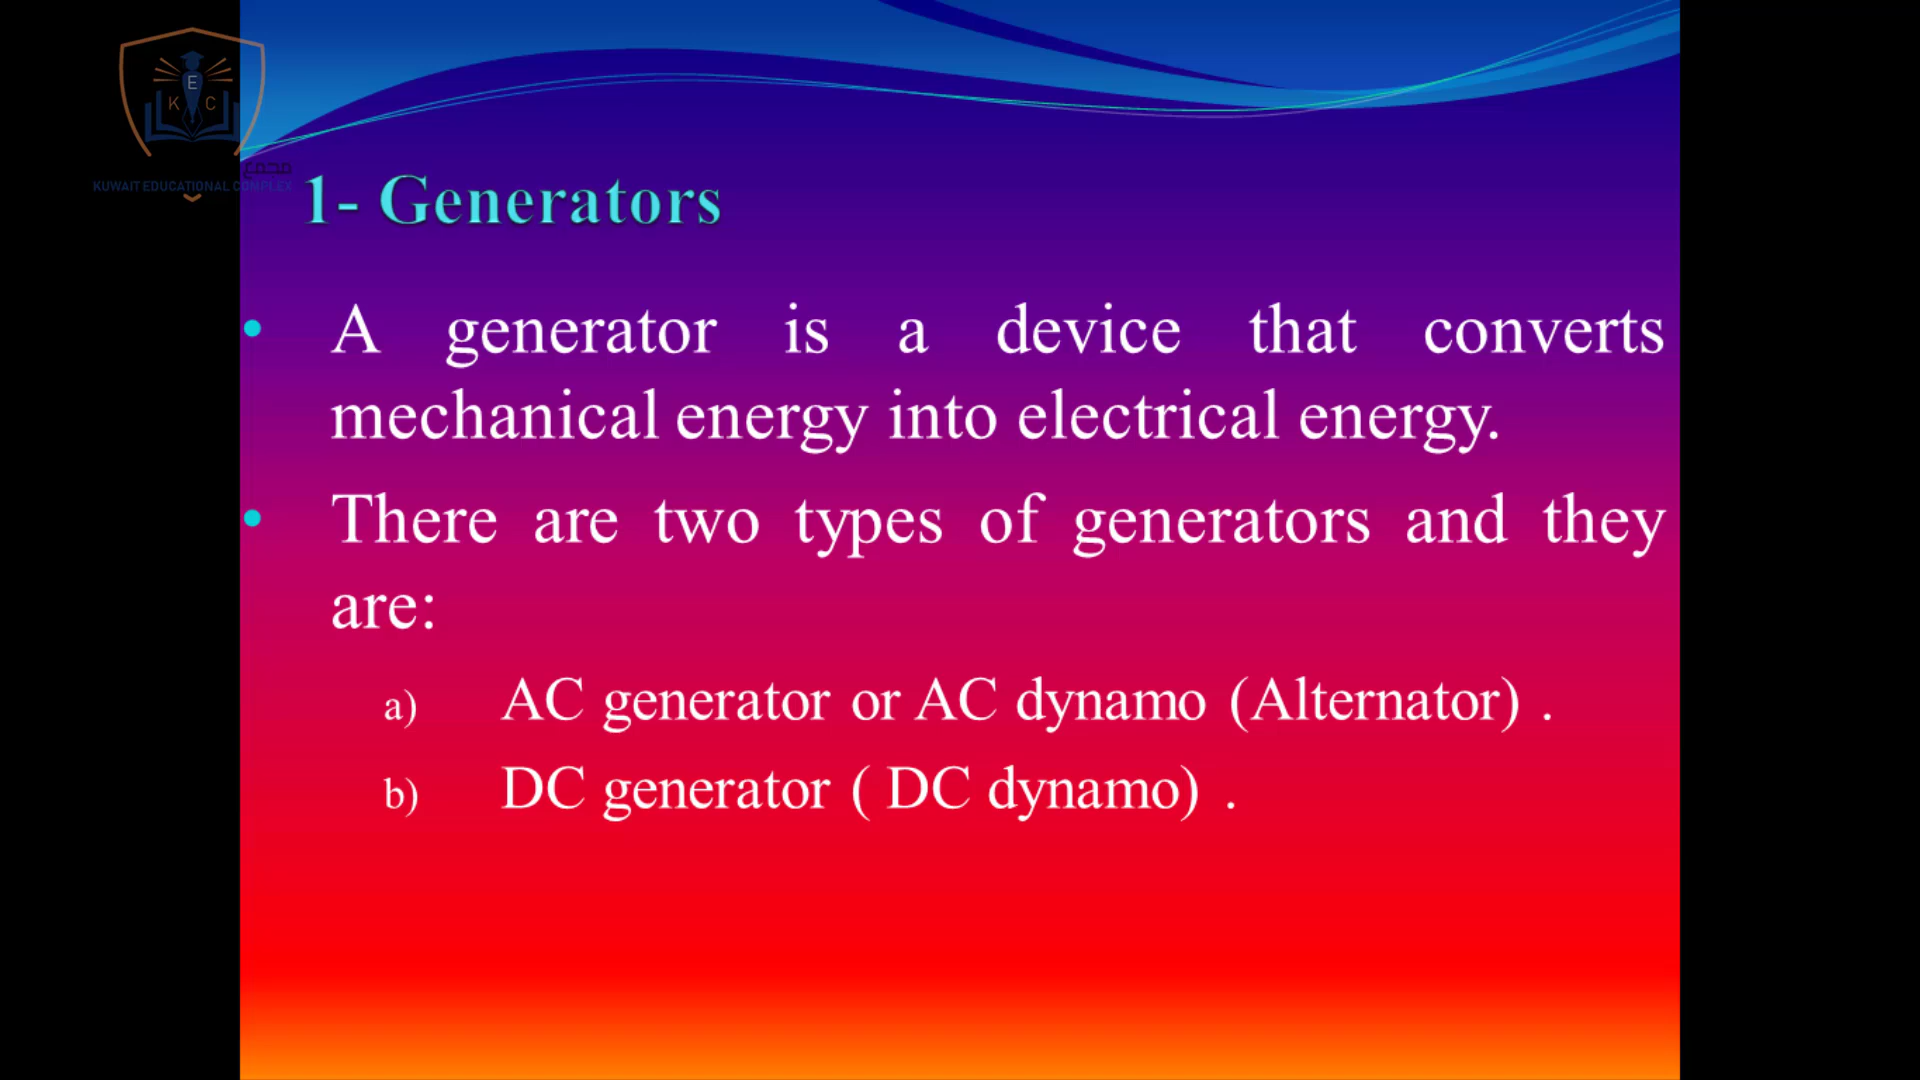 E
K C
مجمع
KUWAIT EDUCATIONAL COMPLEX
1- Generators
• A generator is a device that converts
mechanical energy into electrical energy.
• There are two types of generators and they
are:
a) AC generator or AC dynamo (Alternator) .
b) DC generator ( DC dynamo) .